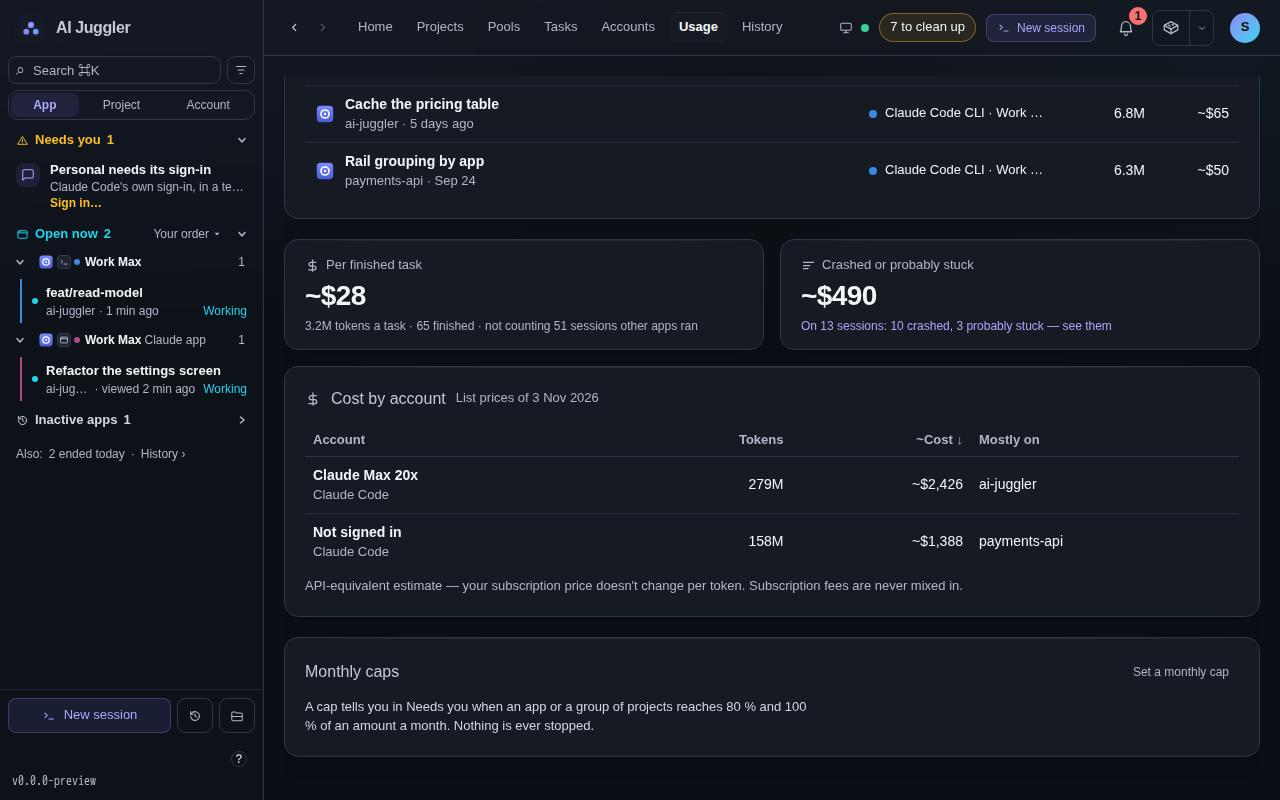 AI Juggler
Search ⌘K
App
Project
Account
Needs you 1
Personal needs its sign-in
Claude Code's own sign-in, in a te…
Sign in…
Open now 2
Your order
Work Max
1
feat/read-model
ai-juggler · 1 min ago
Working
Work Max Claude app
1
Refactor the settings screen
ai-jug… · viewed 2 min ago
Working
Inactive apps 1
Also: 2 ended today · History ›
New session
?
v0.0.0-preview
Home
Projects
Pools
Tasks
Accounts
Usage
History
7 to clean up
New session
1
S
Cache the pricing table
ai-juggler · 5 days ago
Claude Code CLI · Work …
6.8M
~$65
Rail grouping by app
payments-api · Sep 24
Claude Code CLI · Work …
6.3M
~$50
Per finished task
~$28
3.2M tokens a task · 65 finished · not counting 51 sessions other apps ran
Crashed or probably stuck
~$490
On 13 sessions: 10 crashed, 3 probably stuck — see them
Cost by account
List prices of 3 Nov 2026
Account
Tokens
~Cost ↓
Mostly on
Claude Max 20x
Claude Code
279M
~$2,426
ai-juggler
Not signed in
Claude Code
158M
~$1,388
payments-api
API-equivalent estimate — your subscription price doesn't change per token. Subscription fees are never mixed in.
Monthly caps
Set a monthly cap
A cap tells you in Needs you when an app or a group of projects reaches 80 % and 100
% of an amount a month. Nothing is ever stopped.